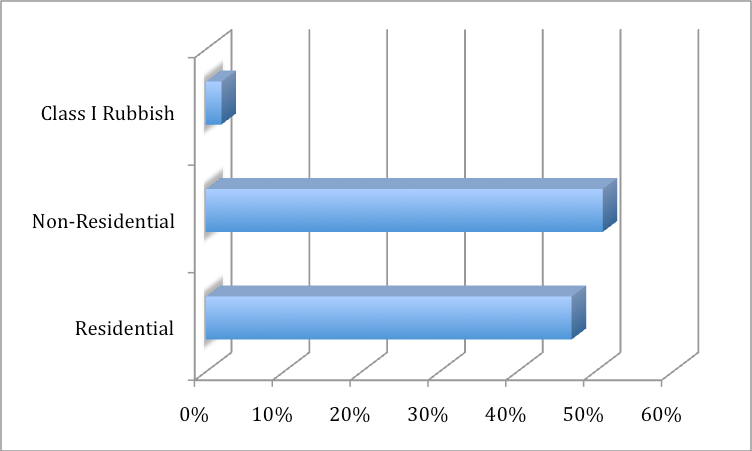 Class I Rubbish
Non-Residential
Residential
0% 10% 20% 30% 40% 50% 60%